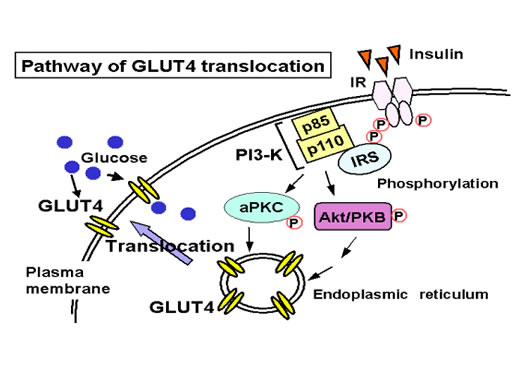 Insulin
Pathway of GLUT4 translocation
IR
p85
P
P
p110
PI3-K
IRS
Glucose
Phosphorylation
GLUT4
aPKC
P
Akt/PKB
P
Translocation
Plasma
membrane
GLUT4
Endoplasmic reticulum